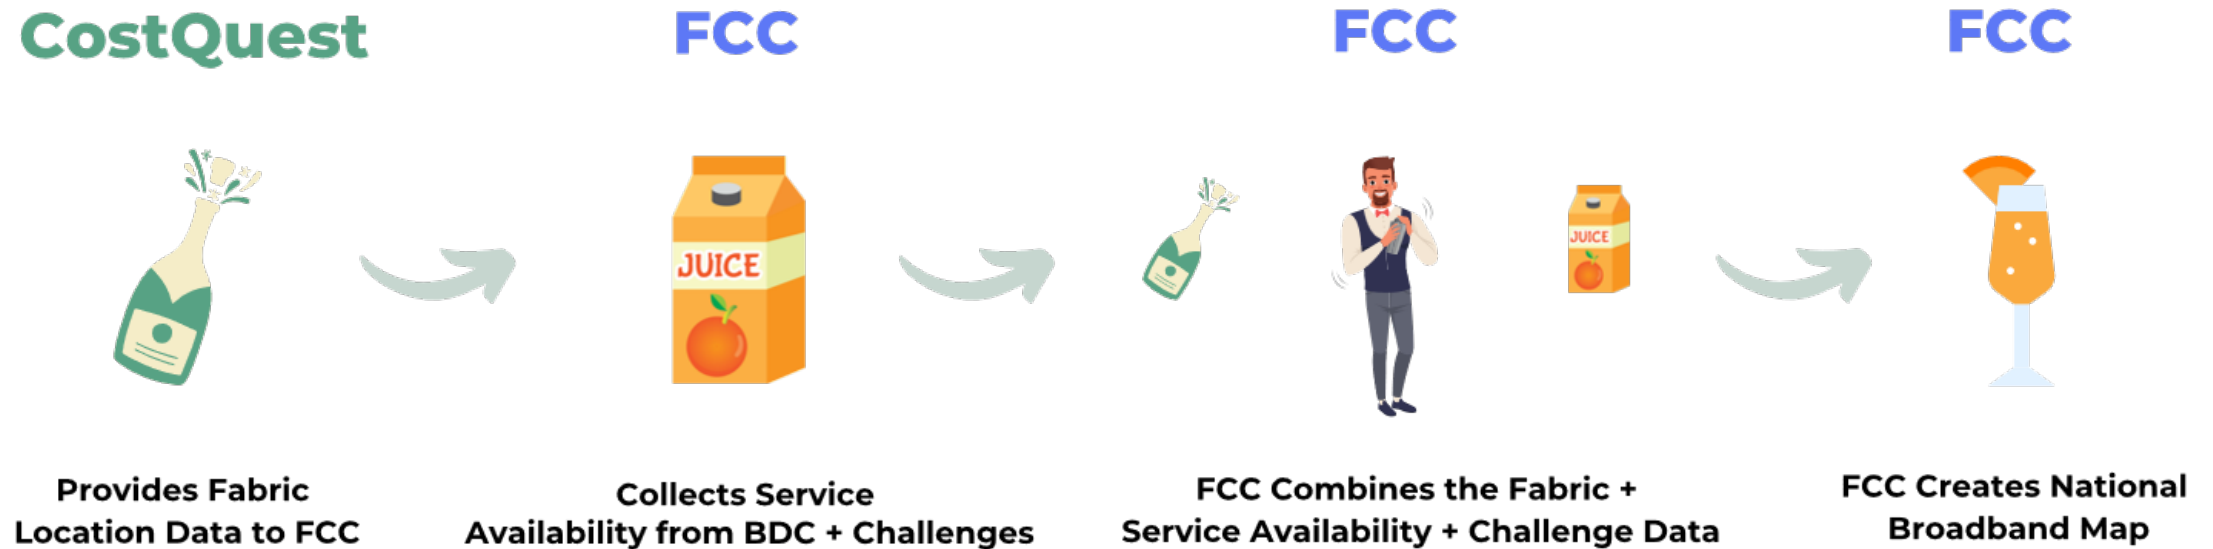 CostQuest
FCC
FCC
FCC
JUICE
JUICE
Provides Fabric
Location Data to FCC
Collects Service
Availability from BDC + Challenges
FCC Combines the Fabric +
Service Availability + Challenge Data
FCC Creates National
Broadband Map